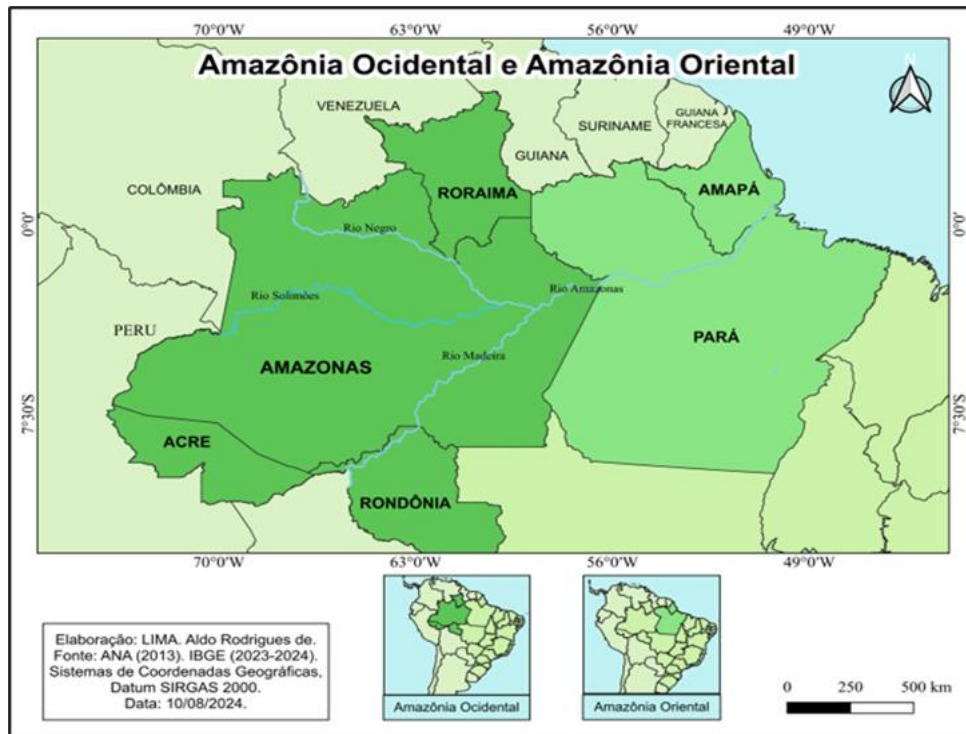 70°0'W 63°0'W 56°0'W 49°0'W
Amazônia Ocidental e Amazônia Oriental
N
VENEZUELA
GUIANA
SURINAME
GUIANA
FRANCESA
COLÔMBIA
RORAIMA
AMAPÁ
0°0'
0°0'
Rio Negro
Rio Solimões
Rio Amazonas
PERU
PARÁ
Rio Madeira
AMAZONAS
7°30'S
7°30'S
ACRE
RONDÔNIA
70°0'W 63°0'W 56°0'W 49°0'W
Elaboração: LIMA. Aldo Rodrigues de.
Fonte: ANA (2013). IBGE (2023-2024).
Sistemas de Coordenadas Geográficas,
Datum SIRGAS 2000.
Data: 10/08/2024.
Amazônia Ocidental
Amazônia Oriental
0 250 500 km